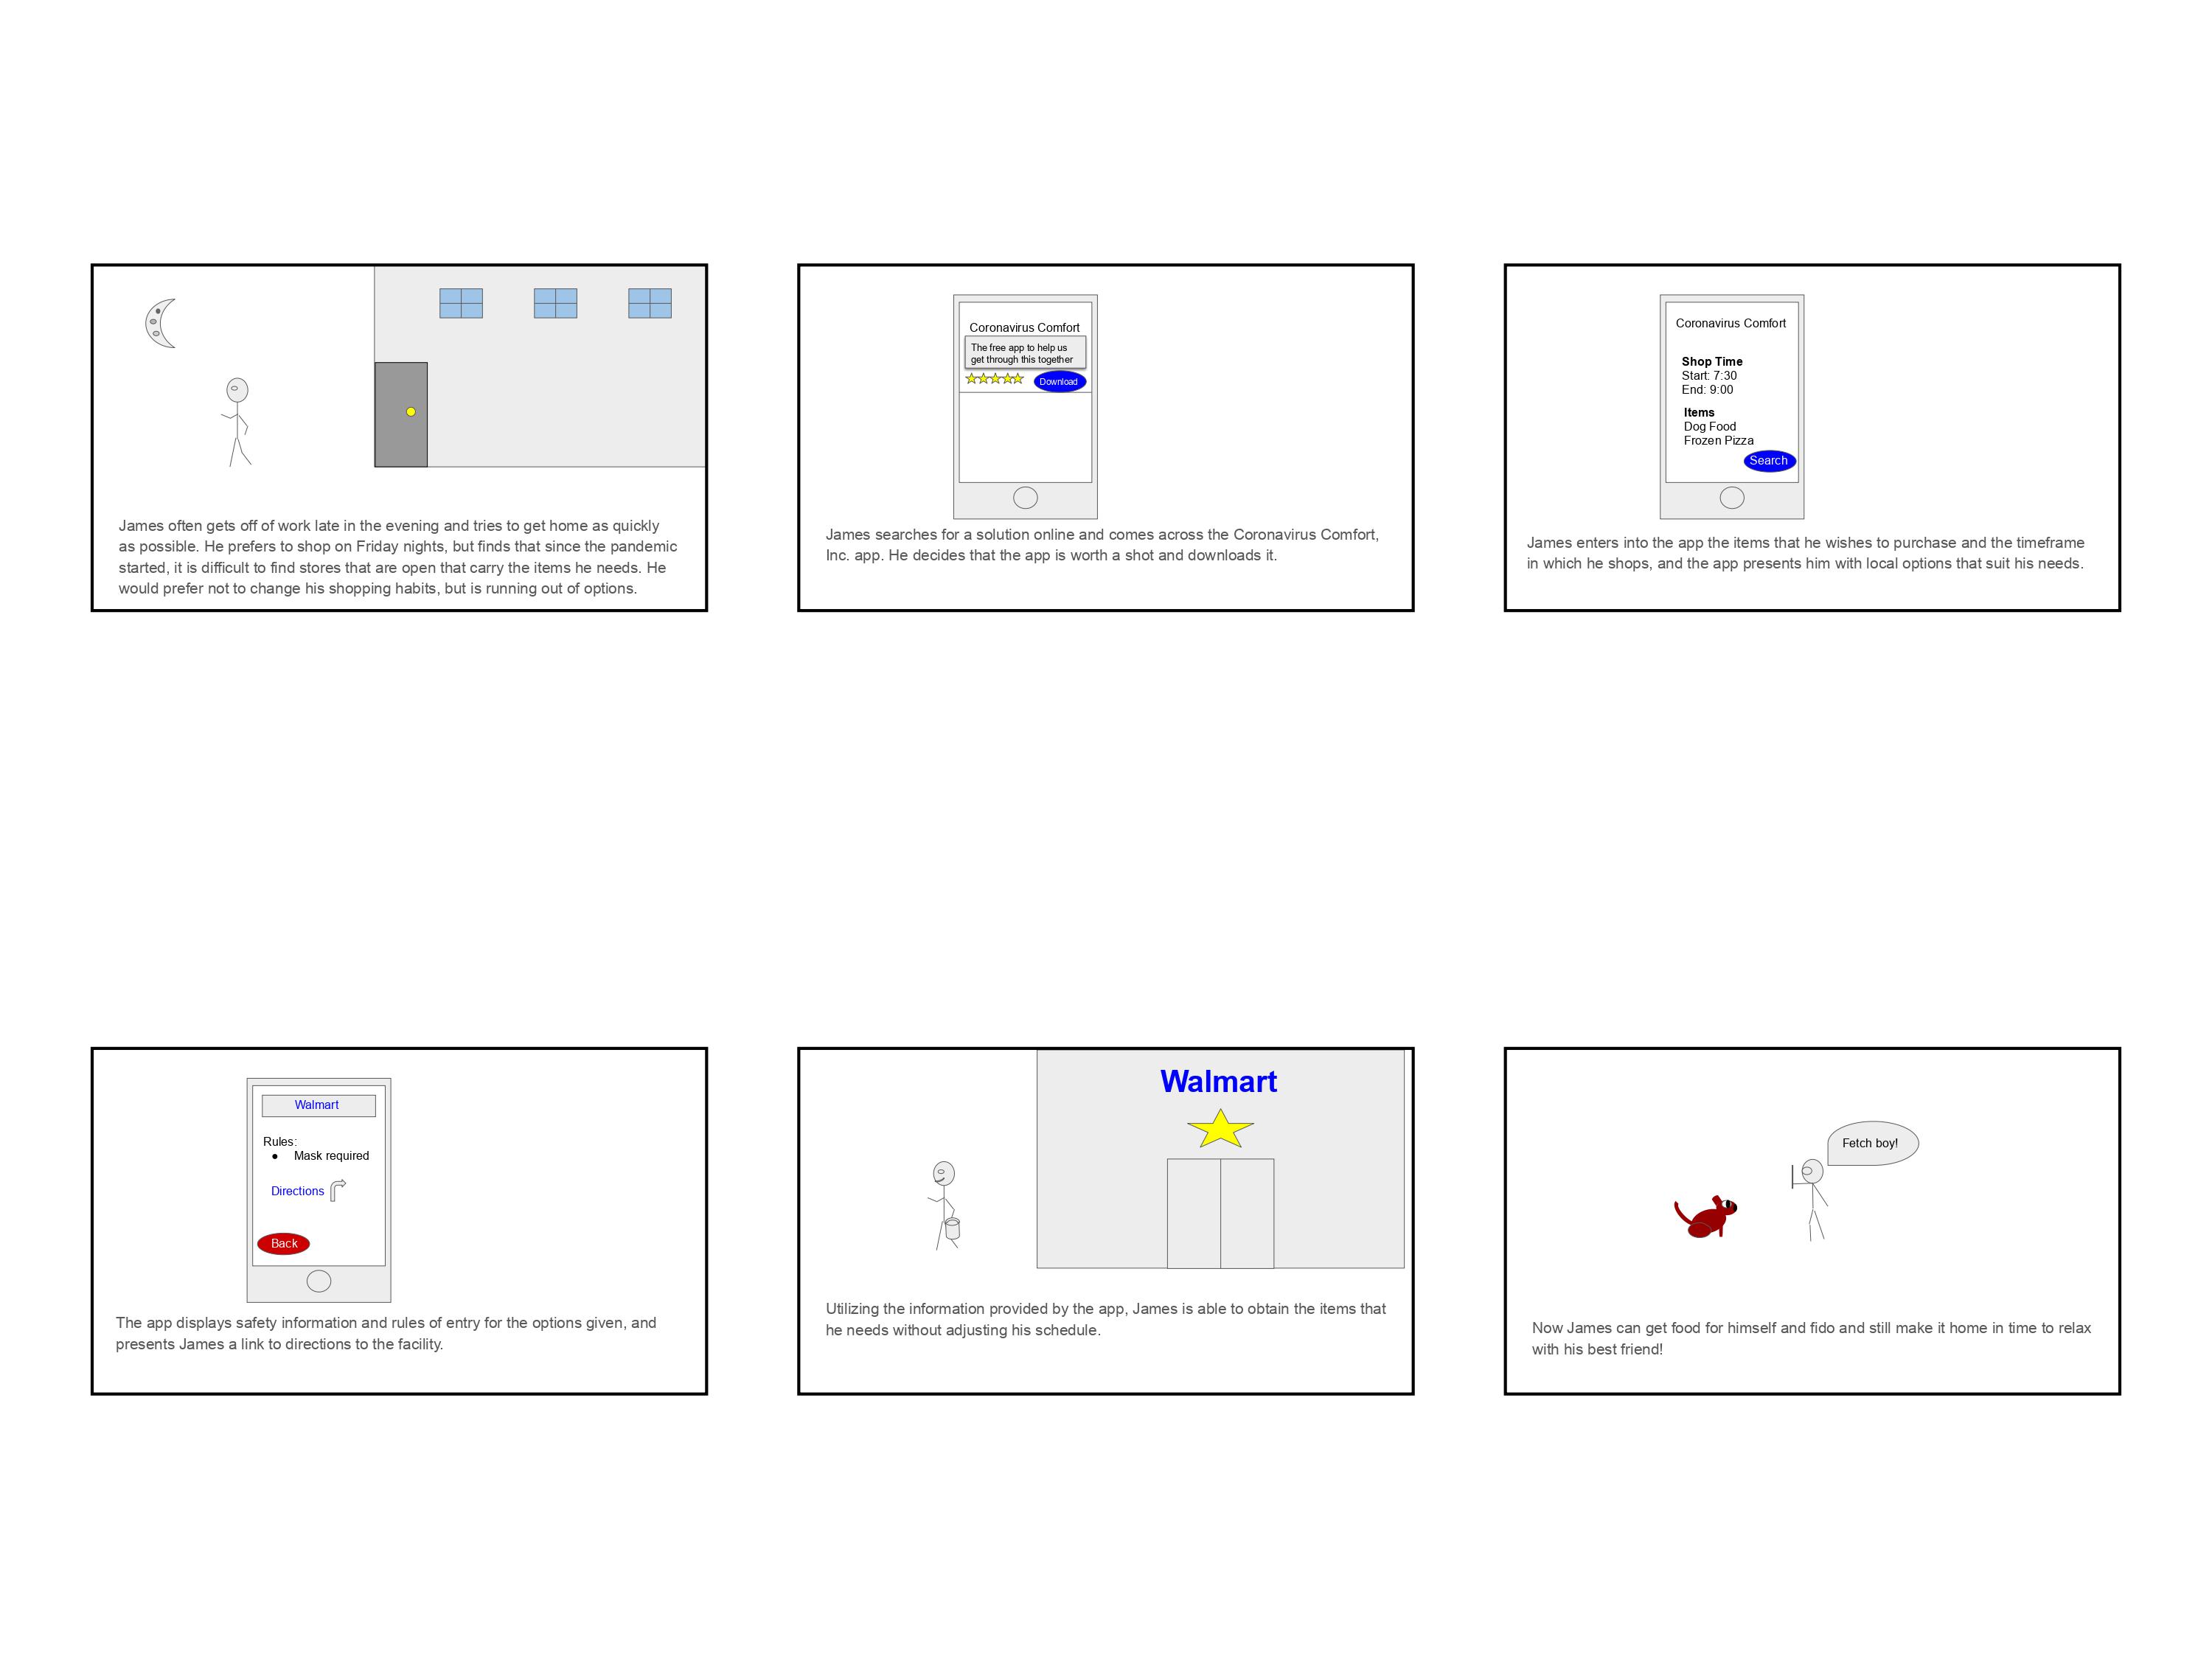 James often gets off of work late in the evening and tries to get home as quickly
as possible. He prefers to shop on Friday nights, but finds that since the pandemic
started, it is difficult to find stores that are open that carry the items he needs. He
would prefer not to change his shopping habits, but is running out of options.
Coronavirus Comfort
The free app to help us
get through this together
Download
James searches for a solution online and comes across the Coronavirus Comfort,
Inc. app. He decides that the app is worth a shot and downloads it.
Coronavirus Comfort
Shop Time
Start: 7:30
End: 9:00
Items
Dog Food
Frozen Pizza
Search
James enters into the app the items that he wishes to purchase and the timeframe
in which he shops, and the app presents him with local options that suit his needs.
Walmart
Rules:
● Mask required
Directions
Back
The app displays safety information and rules of entry for the options given, and
presents James a link to directions to the facility.
Walmart
Utilizing the information provided by the app, James is able to obtain the items that
he needs without adjusting his schedule.
Fetch boy!
Now James can get food for himself and fido and still make it home in time to relax
with his best friend!